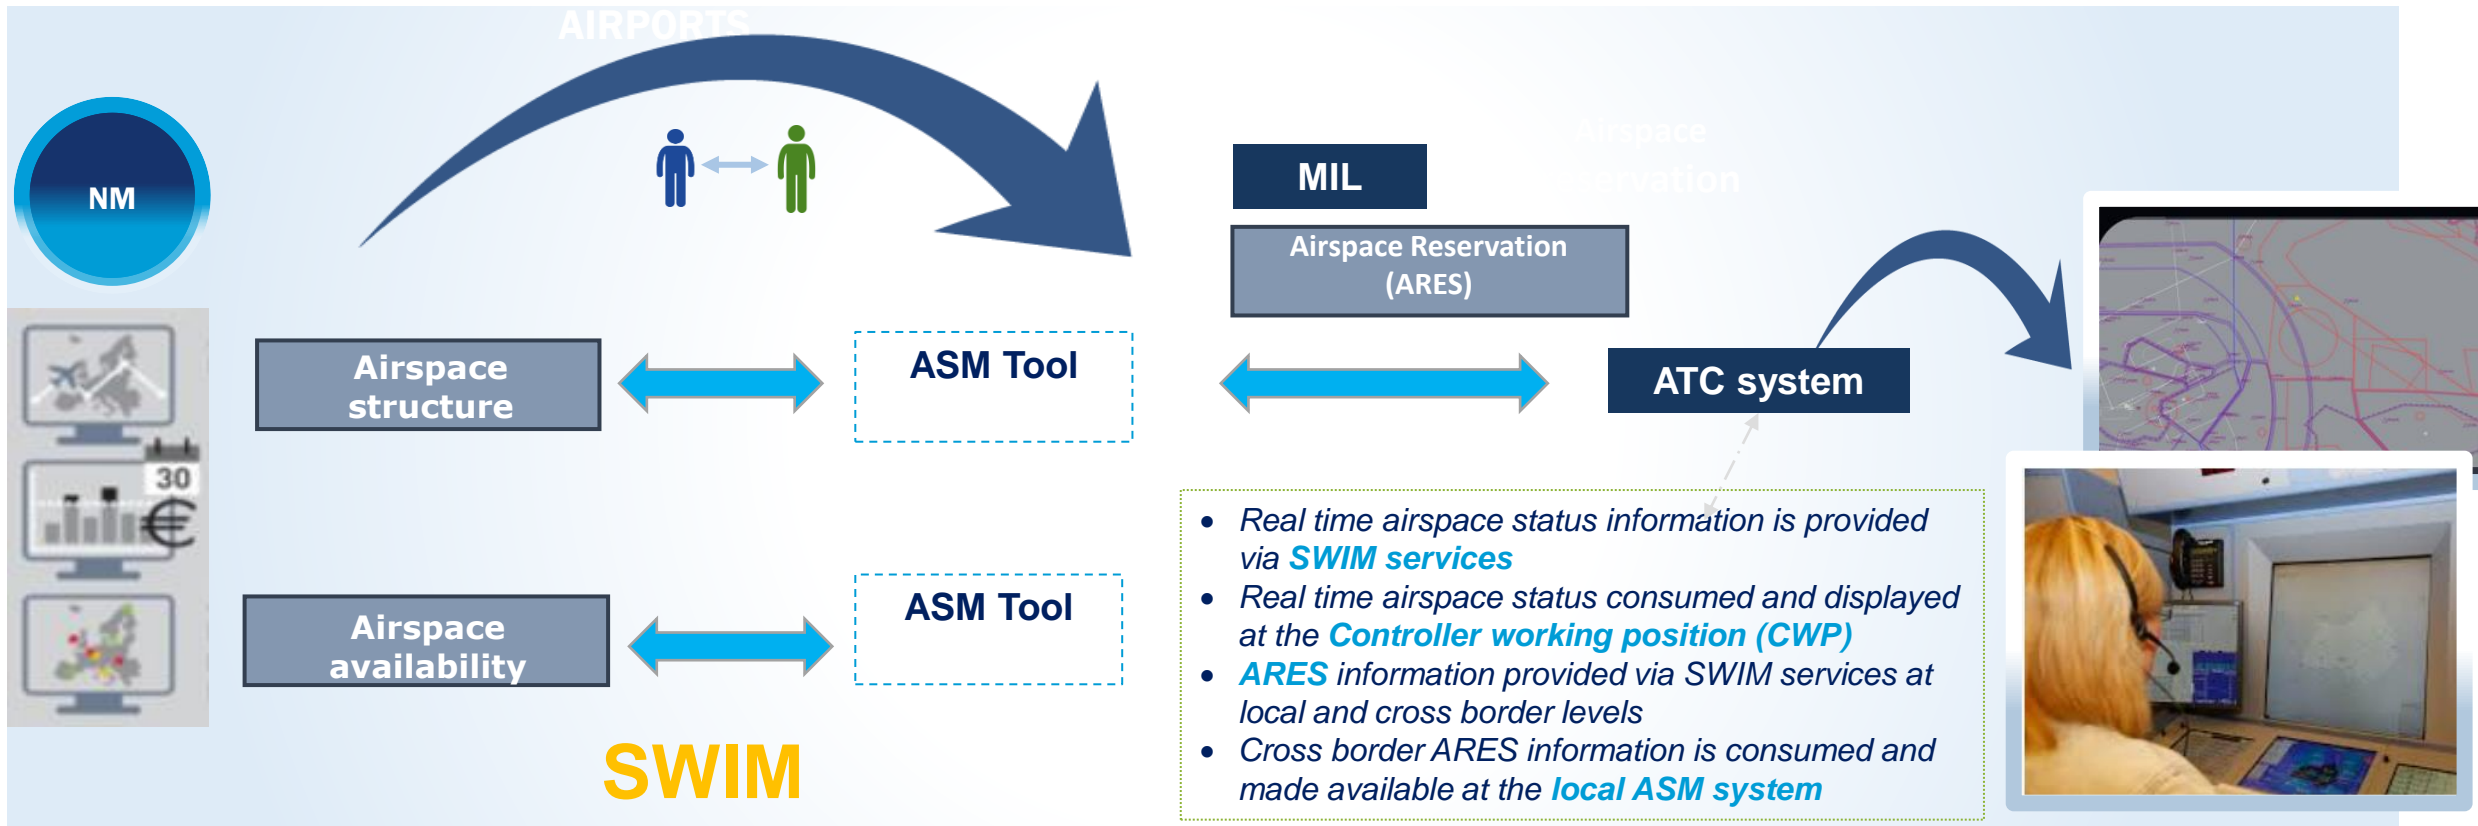 AIRPORTS
NM
MIL
Airspace
Reservation
Airspace Reservation
(ARES)
Airspace
structure
ASM Tool
ATC system
30
€
Airspace
availability
ASM Tool
SWIM
• Real time airspace status information is provided
via SWIM services
• Real time airspace status consumed and displayed
at the Controller working position (CWP)
• ARES information provided via SWIM services at
local and cross border levels
• Cross border ARES information is consumed and
made available at the local ASM system